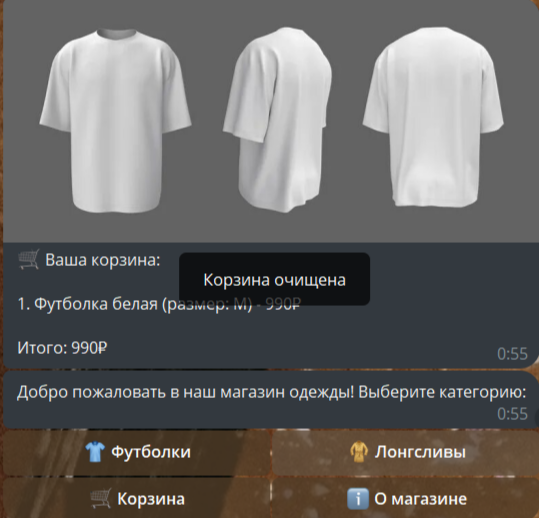 🛒 Ваша корзина:
Корзина очищена
1. Футболка белая (размер: M) - 990₽
Итого: 990₽
0:55
Добро пожаловать в наш магазин одежды! Выберите категорию:
0:55
👕 Футболки
🧥 Лонгсливы
🛒 Корзина
ℹ️ О магазине